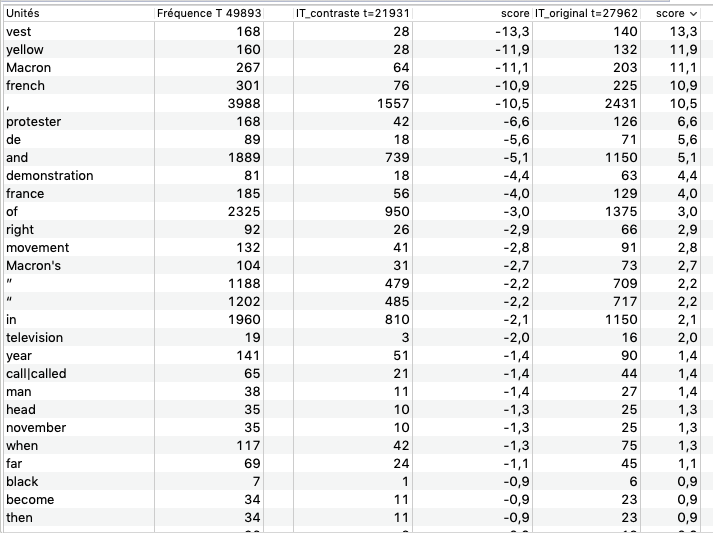 Unités Fréquence T 49893 IT_contraste t=21931 score IT_original t=27962 score
vest 168 28 -13,3 140 13,3
yellow 160 28 -11,9 132 11,9
Macron 267 64 -11,1 203 11,1
french 301 76 -10,9 225 10,9
, 3988 1557 -10,5 2431 10,5
protester 168 42 -6,6 126 6,6
de 89 18 -5,6 71 5,6
and 1889 739 -5,1 1150 5,1
demonstration 81 18 -4,4 63 4,4
france 185 56 -4,0 129 4,0
of 2325 950 -3,0 1375 3,0
right 92 26 -2,9 66 2,9
movement 132 41 -2,8 91 2,8
Macron's 104 31 -2,7 73 2,7
” 1188 479 -2,2 709 2,2
“ 1202 485 -2,2 717 2,2
in 1960 810 -2,1 1150 2,1
television 19 3 -2,0 16 2,0
year 141 51 -1,4 90 1,4
call|called 65 21 -1,4 44 1,4
man 38 11 -1,4 27 1,4
head 35 10 -1,3 25 1,3
november 35 10 -1,3 25 1,3
when 117 42 -1,3 75 1,3
far 69 24 -1,1 45 1,1
black 7 1 -0,9 6 0,9
become 34 11 -0,9 23 0,9
then 34 11 -0,9 23 0,9